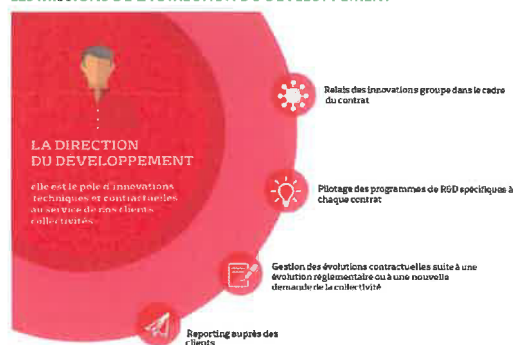 LA DIRECTION
DU DÉVELOPPEMENT
elle est le pôle d'innovations
techniques et contractuelles
au service de nos clients
collectivités
Relais des innovations groupe dans le cadre
du contrat
Pilotage des programmes de R&D spécifiques à
chaque contrat
Gestion des évolutions contractuelles suite à une
évolution réglementaire ou à une nouvelle
demande de la collectivité
Reporting auprès des
clients